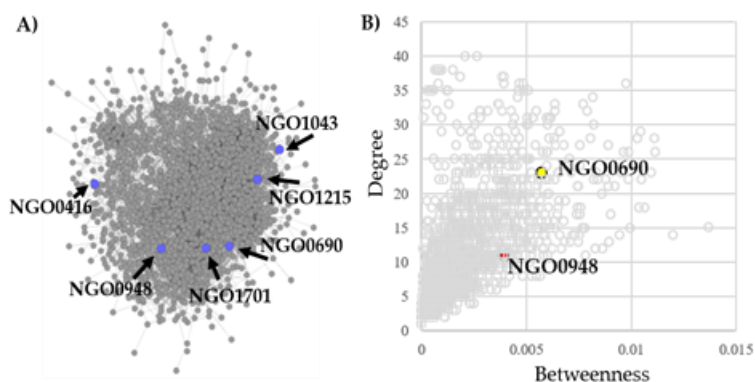 A)
NGO1043
NGO0416
NGO1215
NGO0690
NGO0948
NGO1701
B)
45
40
35
30
25
20
15
10
5
0
Degree
NGO0690
NGO0948
0
0.005
0.01
0.015
Betweenness